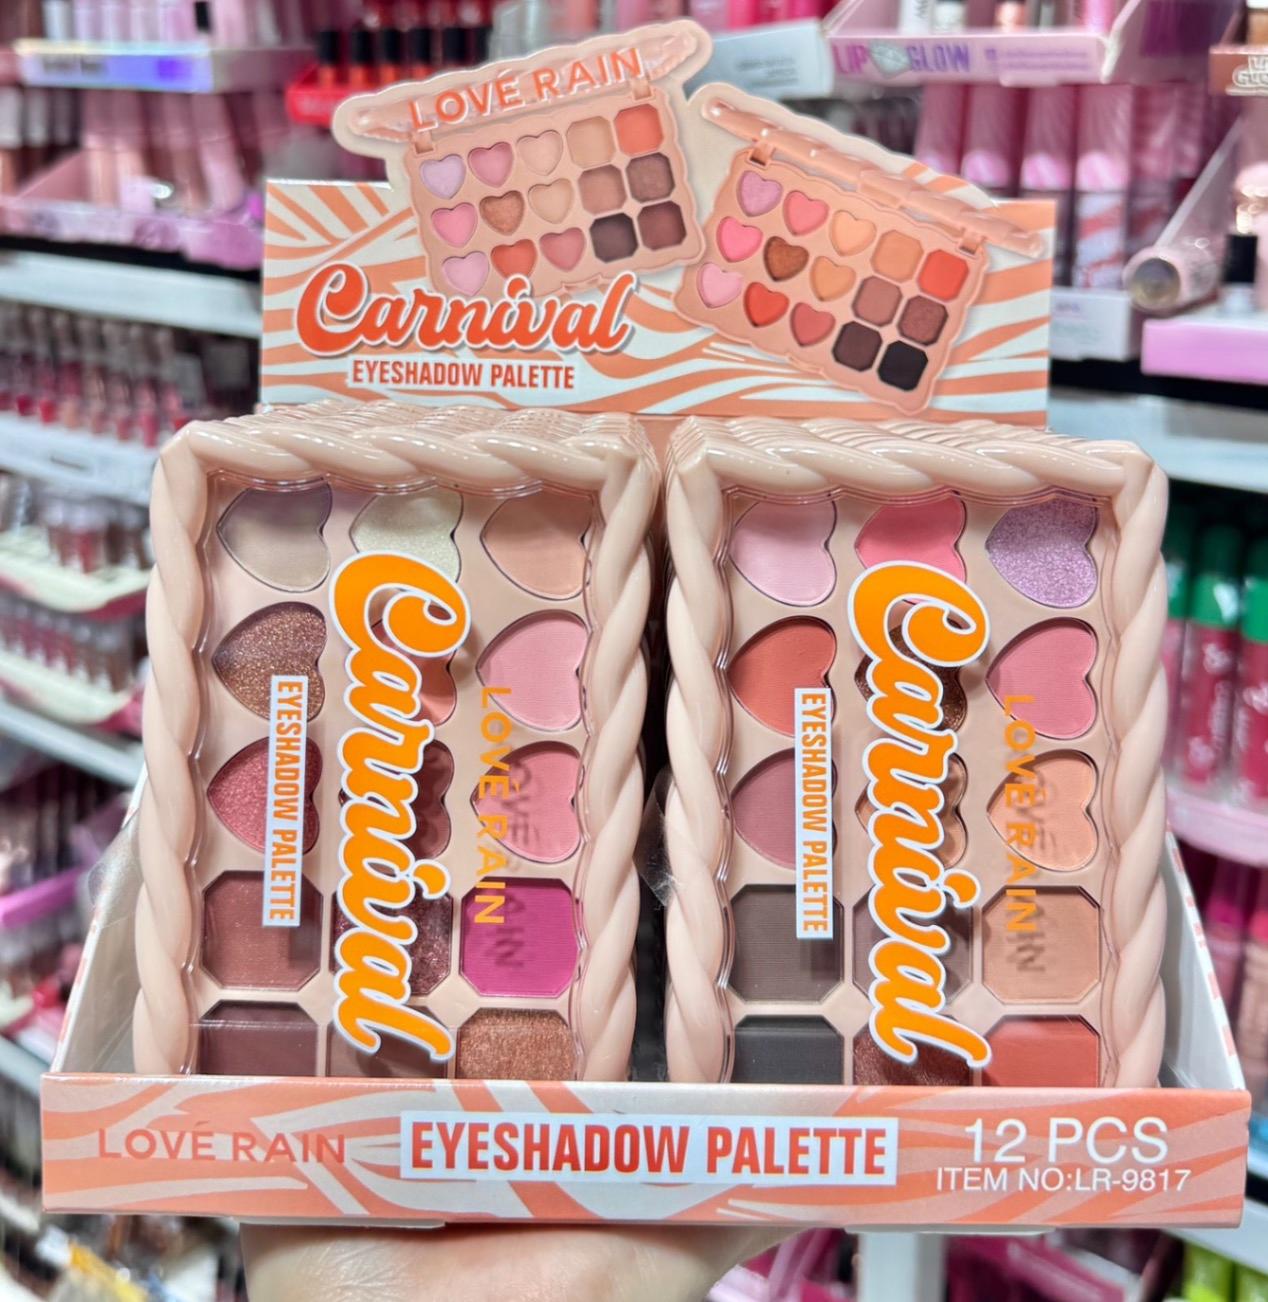 LIP GLOW
LOVÉ RAIN
Carnival
EYESHADOW PALETTE
Carnival
EYESHADOW PALETTE
LOVÉ RAIN
Carnival
EYESHADOW PALETTE
LOVÉ RAIN
LOVÉ RAIN
EYESHADOW PALETTE
12 PCS
ITEM NO:LR-9817